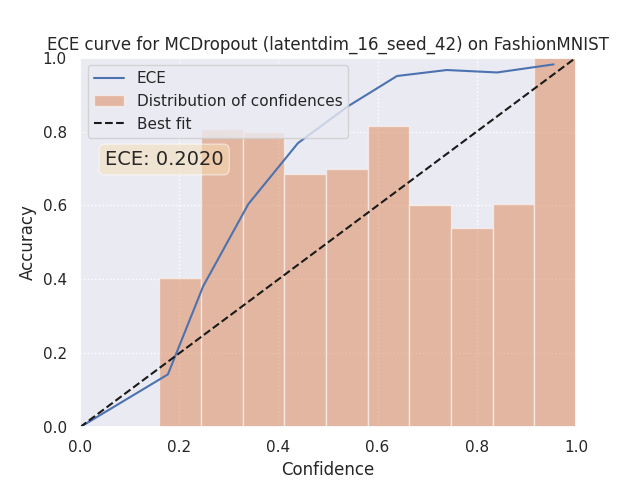 ECE curve for MCDropout (latentdim_16_seed_42) on FashionMNIST
1.0
0.8
0.6
0.4
0.2
0.0
Accuracy
ECE
Distribution of confidences
Best fit
ECE: 0.2020
0.0 0.2 0.4 0.6 0.8 1.0
Confidence